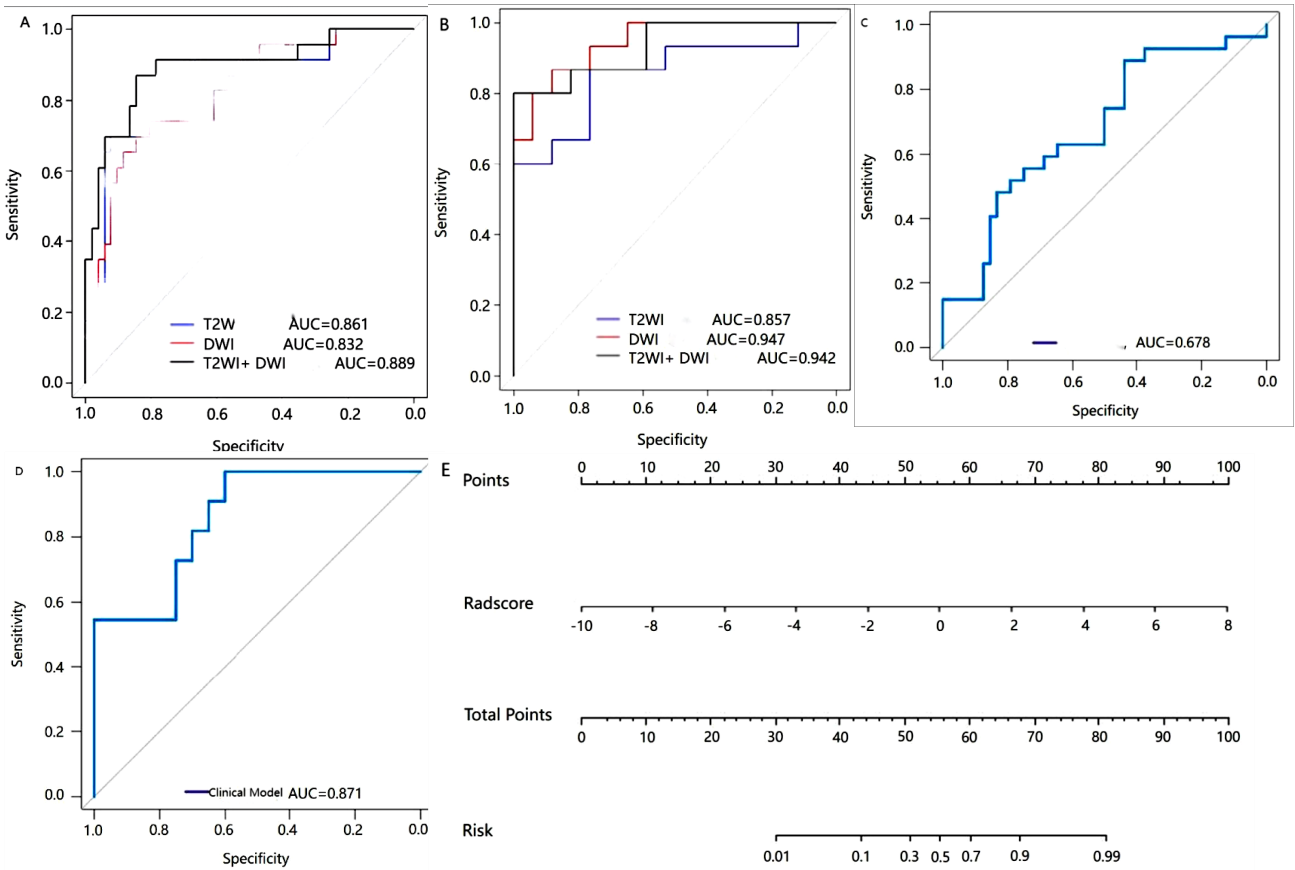 A
1.0
0.8
0.6
0.4
0.2
0.0
Sensitivity
T2W AUC=0.861
DWI AUC=0.832
T2WI+ DWI AUC=0.889
1.0 0.8 0.6 0.4 0.2 0.0
Specificity
B
1.0
0.8
0.6
0.4
0.2
0.0
Sensitivity
T2WI AUC=0.857
DWI AUC=0.947
T2WI+ DWI AUC=0.942
1.0 0.8 0.6 0.4 0.2 0.0
Specificity
C
1.0
0.8
0.6
0.4
0.2
0.0
Sensitivity
AUC=0.678
1.0 0.8 0.6 0.4 0.2 0.0
Specificity
D
1.0
0.8
0.6
0.4
0.2
0.0
Sensitivity
Clinical Model AUC=0.871
1.0 0.8 0.6 0.4 0.2 0.0
Specificity
E
0 10 20 30 40 50 60 70 80 90 100
Points
Radscore
-10 -8 -6 -4 -2 0 2 4 6 8
Total Points
0 10 20 30 40 50 60 70 80 90 100
Risk
0.01 0.1 0.3 0.5 0.7 0.9 0.99